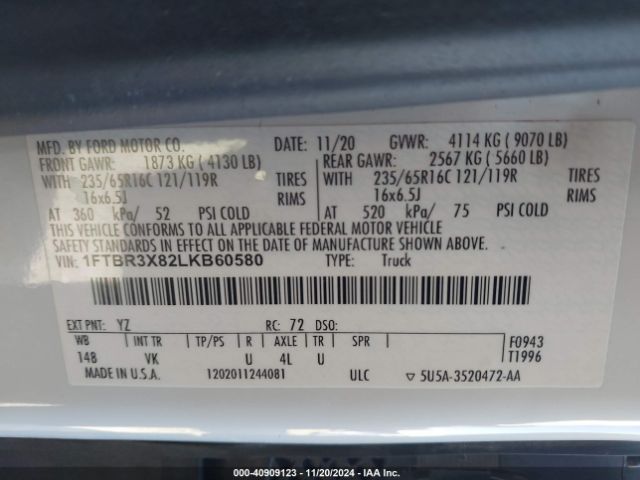 MFD. BY FORD MOTOR CO. DATE: 11/20 GVWR: 4114 KG ( 9070 LB)
FRONT GAWR: 1873 KG ( 4130 LB) REAR GAWR: 2567 KG ( 5660 LB)
WITH 235/65R16C 121/119R TIRES WITH 235/65R16C 121/119R TIRES
16x6.5J RIMS 16x6.5J RIMS
AT 360 kPa/ 52 PSI COLD AT 520 kPa/ 75 PSI COLD
THIS VEHICLE CONFORMS TO ALL APPLICABLE FEDERAL MOTOR VEHICLE
SAFETY STANDARDS IN EFFECT ON THE DATE OF MANUFACTURE SHOWN ABOVE.
VIN: 1FTBR3X82LKB60580 TYPE: Truck
EXT PNT: YZ RC: 72 DSO:
WB INT TR TP/PS R AXLE TR SPR F0943
148 VK U 4L U T1996
MADE IN U.S.A. 1202011244081 ULC ▽ 5U5A-3520472-AA
000-40909123 — 11/20/2024 — IAAI.COM